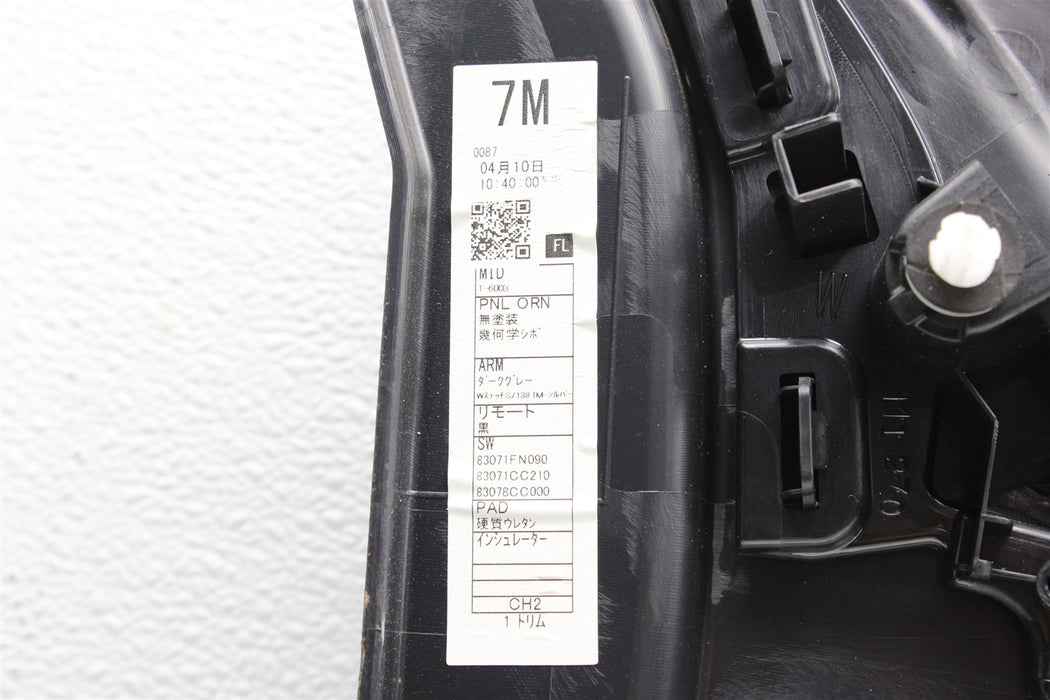 7M
0087
04月10日
10:40:00
FL
MID
T-600g
PNL ORN
無塗装
幾何学シボ
ARM
ダークグレー
リモート
黒
SW
83071FN090
83071CC210
83078CC000
PAD
硬質ウレタン
インシュレーター
CH2
1 トリム
W